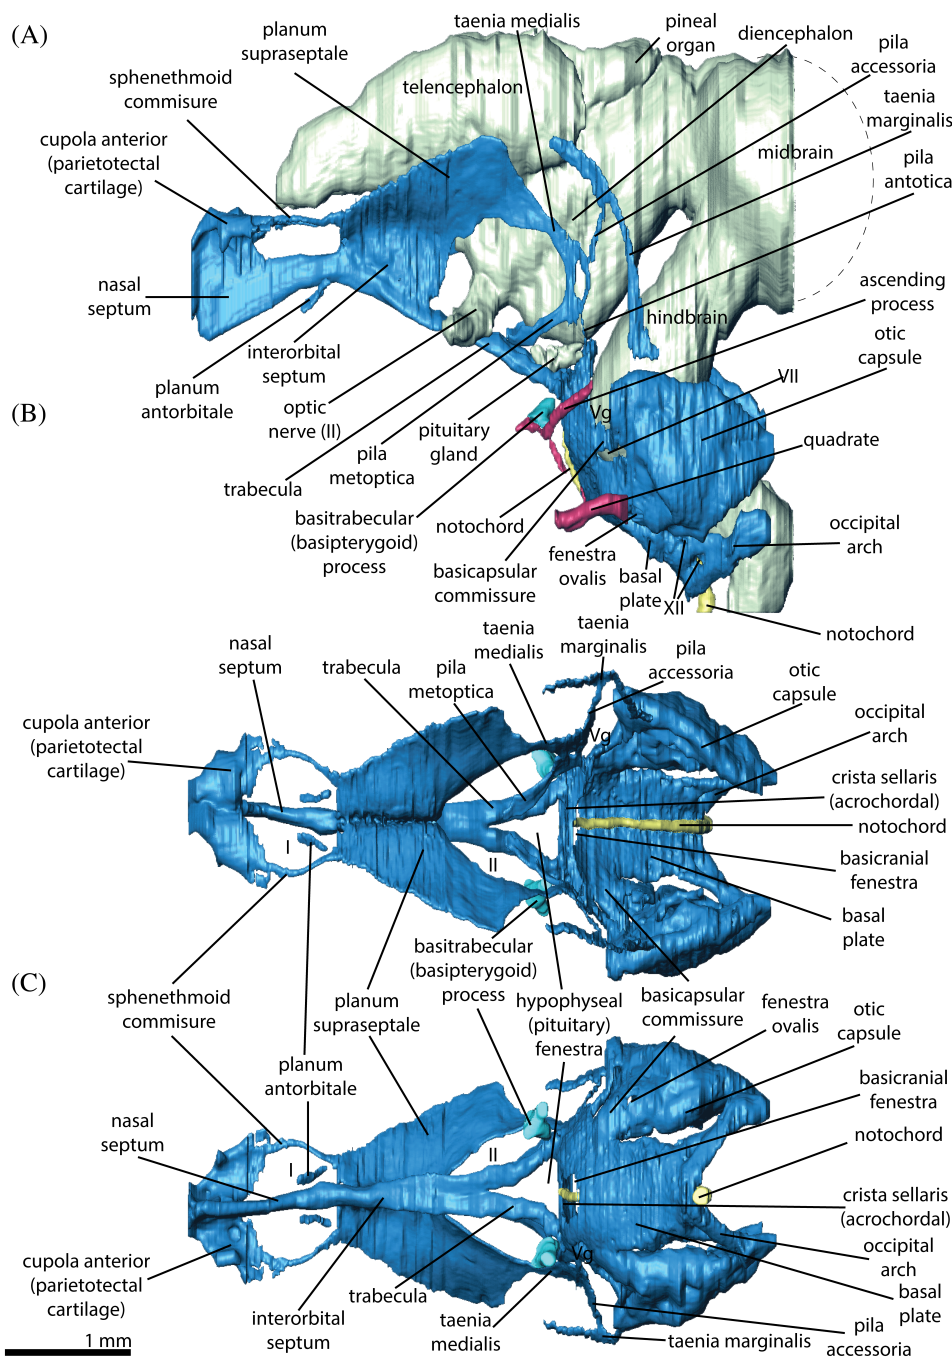 (A)
taenia medialis
pineal
organ
diencephalon
pila
accessoria
planum
supraseptale
sphenethmoid
commisure
telencephalon
taenia
marginalis
cupola anterior
(parietotectal
cartilage)
midbrain
pila
antotica
nasal
septum
ascending
process
hindbrain
interorbital
septum
otic
capsule
planum
antorbitale
optic
nerve (II)
VII
(B)
Vg
pituitary
gland
quadrate
pila
metoptica
trabecula
basitrabecular
(basipterygoid)
process
notochord
fenestra
ovalis
occipital
arch
basicapsular
commissure
basal
plate
XII
notochord
nasal
septum
taenia
medialis
taenia
marginalis
pila
accessoria
trabecula
pila
metoptica
otic
capsule
cupola anterior
(parietotectal
cartilage)
Vg
occipital
arch
crista sellaris
(acrochordal)
notochord
I
II
basicranial
fenestra
basal
plate
basitrabecular
(basipterygoid)
process
(C)
sphenethmoid
commisure
planum
supraseptale
hypophyseal
(pituitary)
fenestra
basicapsular
commissure
fenestra
ovalis
otic
capsule
planum
antorbitale
basicranial
fenestra
nasal
septum
notochord
I
II
crista sellaris
(acrochordal)
Vg
cupola anterior
(parietotectal
cartilage)
occipital
arch
trabecula
basal
plate
interorbital
septum
taenia
medialis
taenia marginalis
pila
accessoria
1 mm